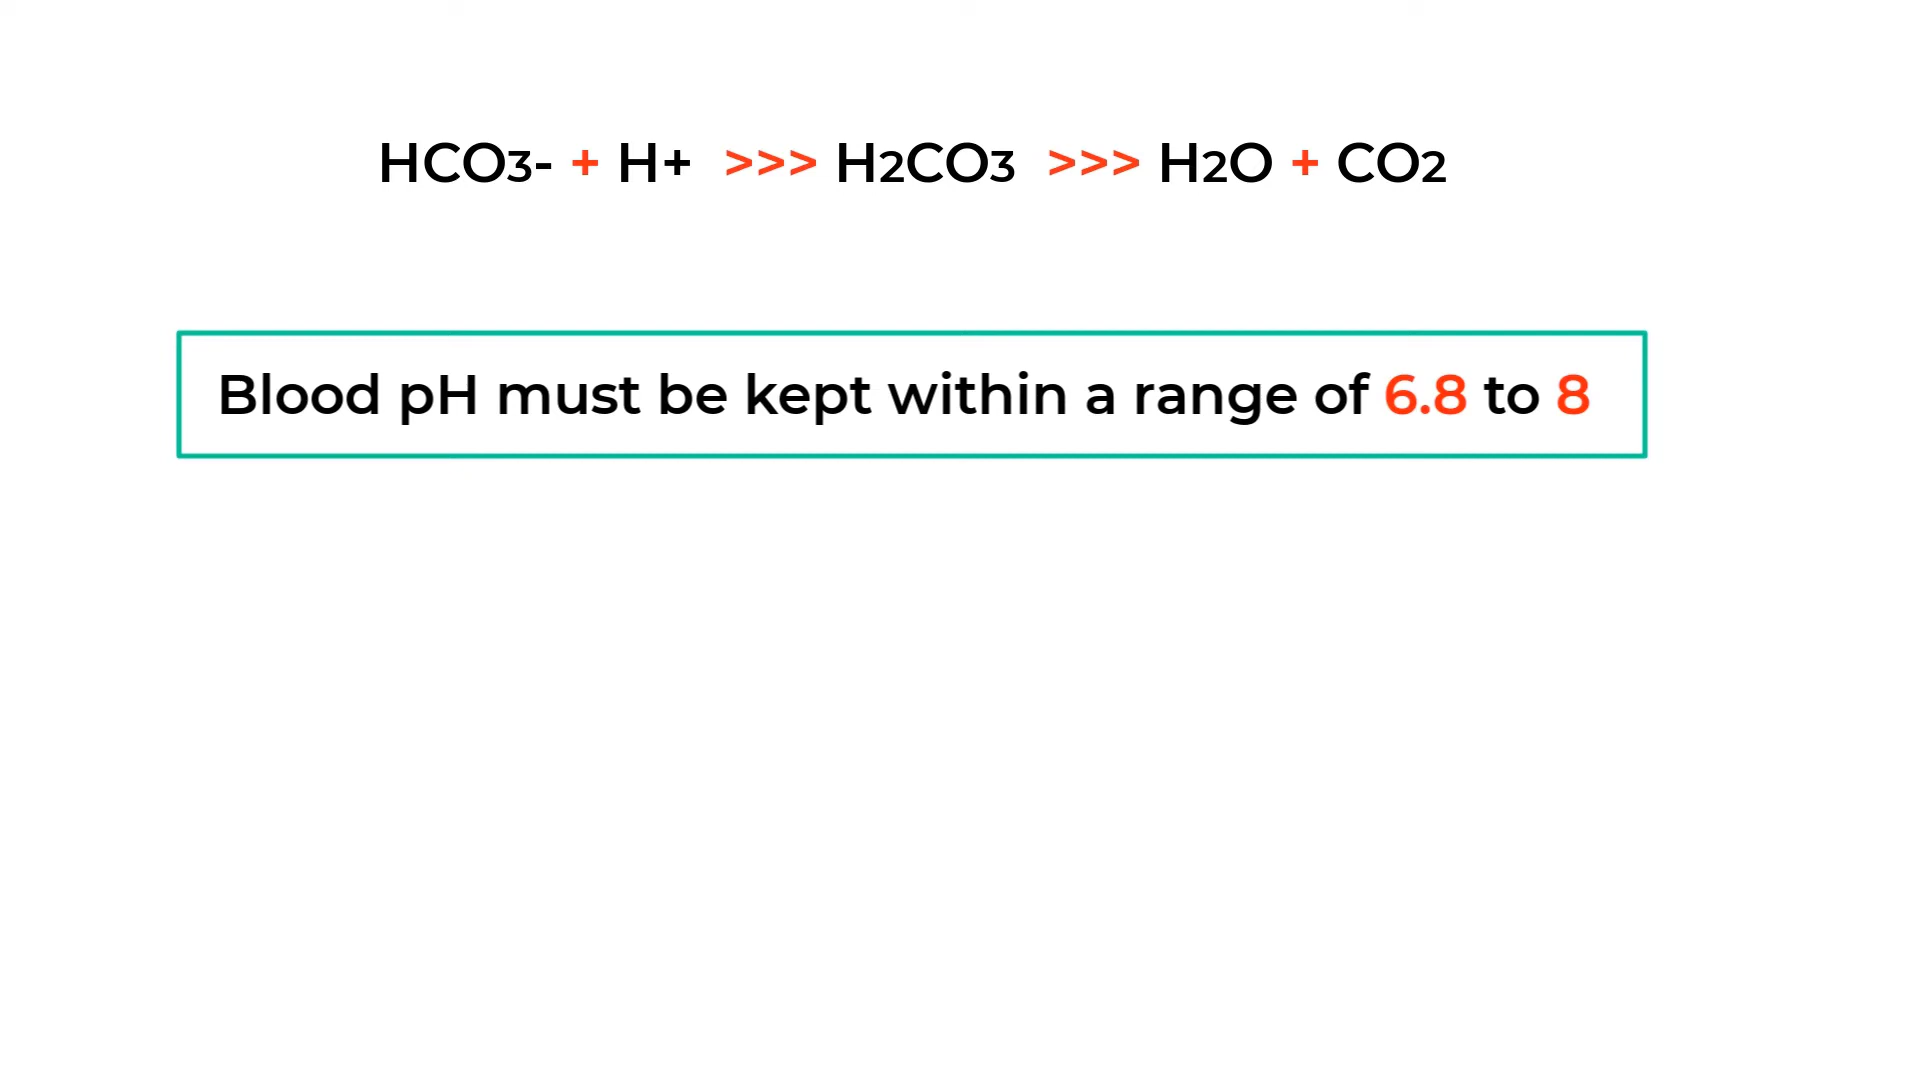 HCO3- + H+ >>> H2CO3 >>> H2O + CO2
Blood pH must be kept within a range of 6.8 to 8